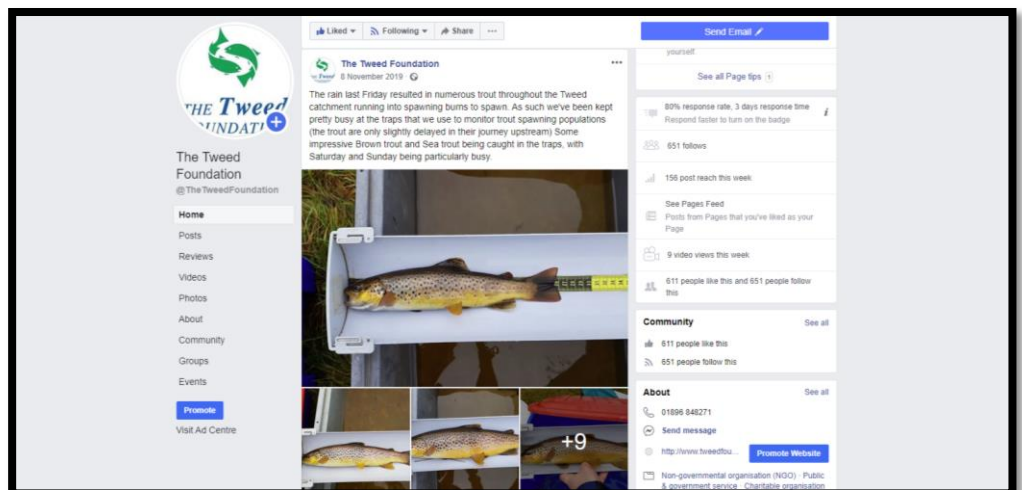 THE Tweed
Liked
Following
Share
Send Email
The Tweed
Foundation
@TheTweedFoundation
Home
Posts
Reviews
Videos
Photos
About
Community
Groups
Events
Promote
Visit Ad Centre
The Tweed Foundation
8 November 2019
The rain last Friday resulted in numerous trout throughout the Tweed
catchment running into spawning burns to spawn. As such we've been kept
pretty busy at the traps that we use to monitor trout spawning populations
(the trout are only slightly delayed in their journey upstream) Some
impressive Brown trout and Sea trout being caught in the traps, with
Saturday and Sunday being particularly busy.
+9
yourself
See all Page tips
80% response rate, 3 days response time
Respond faster to turn on the badge
651 follows
156 post reach this week
See Pages Feed
Posts from Pages that you've liked as your
Page
9 video views this week
611 people like this and 651 people follow
this
Community See all
611 people like this
651 people follow this
About See all
01896 848271
Send message
http://www.tweedfou... Promote Website
Non-governmental organisation (NGO) · Public
& government service · Charitable organisation